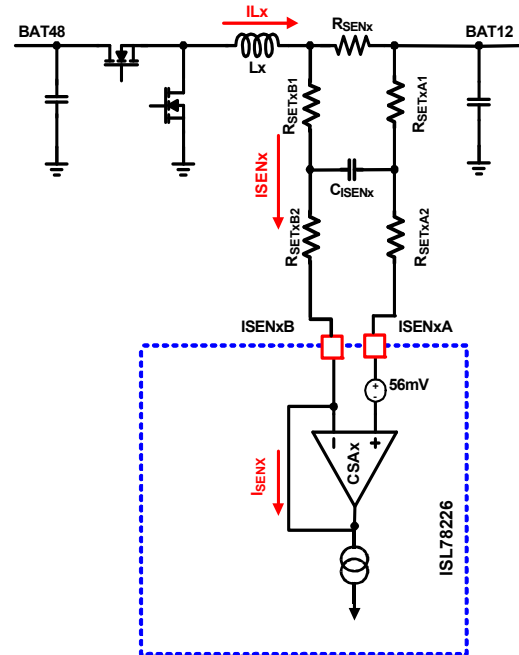 ILx
RSENx
BAT48
BAT12
Lx
RSETxB1
RSETxA1
ISENx
CISENx
RSETxB2
RSETxA2
ISENxB
ISENxA
56mV
+
-
-
+
CSAx
ISENX
ISL78226